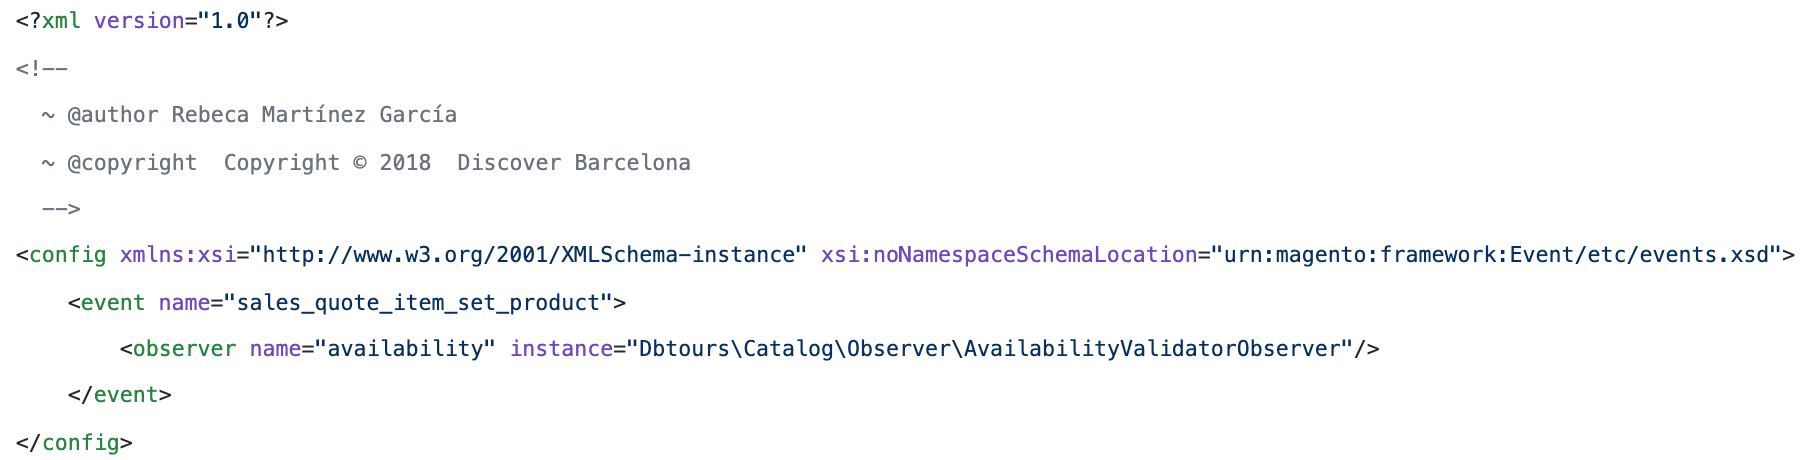 <?xml version="1.0"?>
<!--
  ~ @author Rebeca Martínez García
  ~ @copyright  Copyright © 2018  Discover Barcelona
  -->
<config xmlns:xsi="http://www.w3.org/2001/XMLSchema-instance" xsi:noNamespaceSchemaLocation="urn:magento:framework:Event/etc/events.xsd">
    <event name="sales_quote_item_set_product">
        <observer name="availability" instance="Dbtours\Catalog\Observer\AvailabilityValidatorObserver"/>
    </event>
</config>